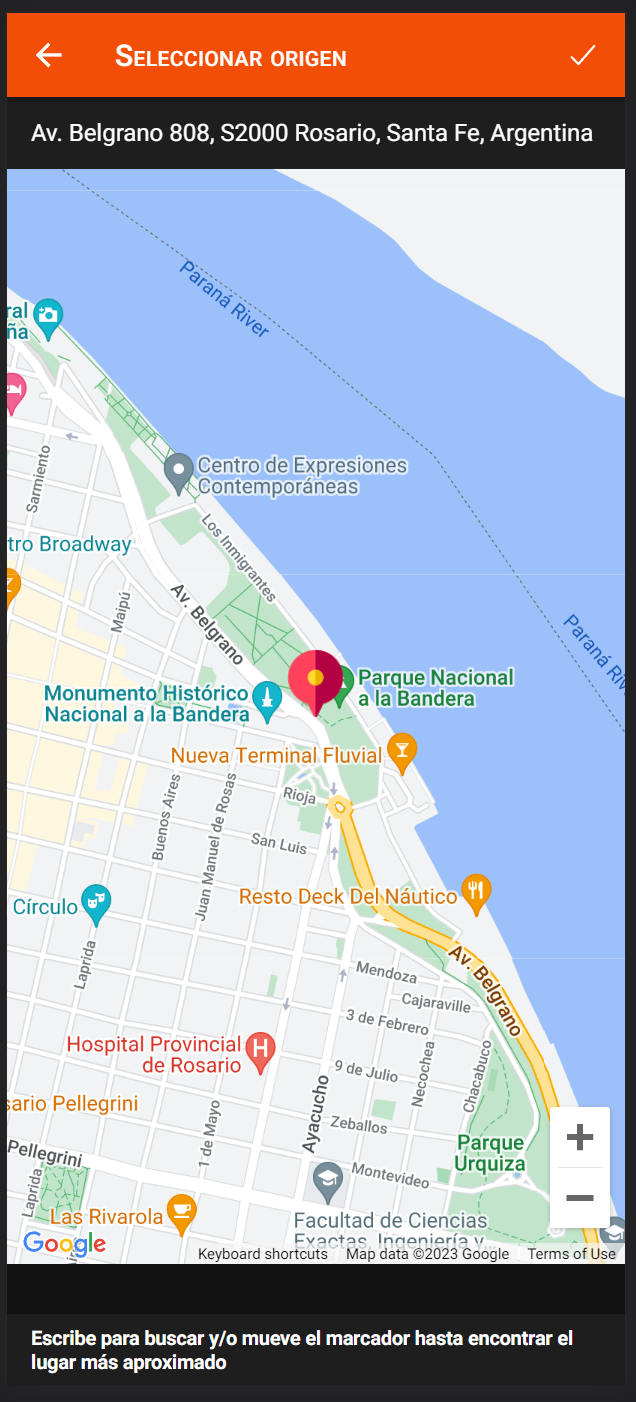 Seleccionar origen
Av. Belgrano 808, S2000 Rosario, Santa Fe, Argentina
Paraná River
ral
ña
Sarmiento
Centro de Expresiones
Contemporáneas
Los Inmigrantes
tro Broadway
Maipú
Av. Belgrano
Paraná Riv
Parque Nacional
a la Bandera
Monumento Histórico
Nacional a la Bandera
Nueva Terminal Fluvial
Rioja
Buenos Aires
Juan Manuel de Rosas
San Luis
Resto Deck Del Náutico
Círculo
Laprida
Av. Belgrano
Mendoza
Cajaraville
3 de Febrero
Hospital Provincial
de Rosario
9 de Julio
Necochea
Chacabuco
sario Pellegrini
Ayacucho
1 de Mayo
Zeballos
Parque
Urquiza
Pellegrini
Montevideo
Laprida
Las Rivarola
Facultad de Ciencias
Exactas, Ingeniería y...
Google
Keyboard shortcuts
Map data ©2023 Google
Terms of Use
Escribe para buscar y/o mueve el marcador hasta encontrar el
lugar más aproximado